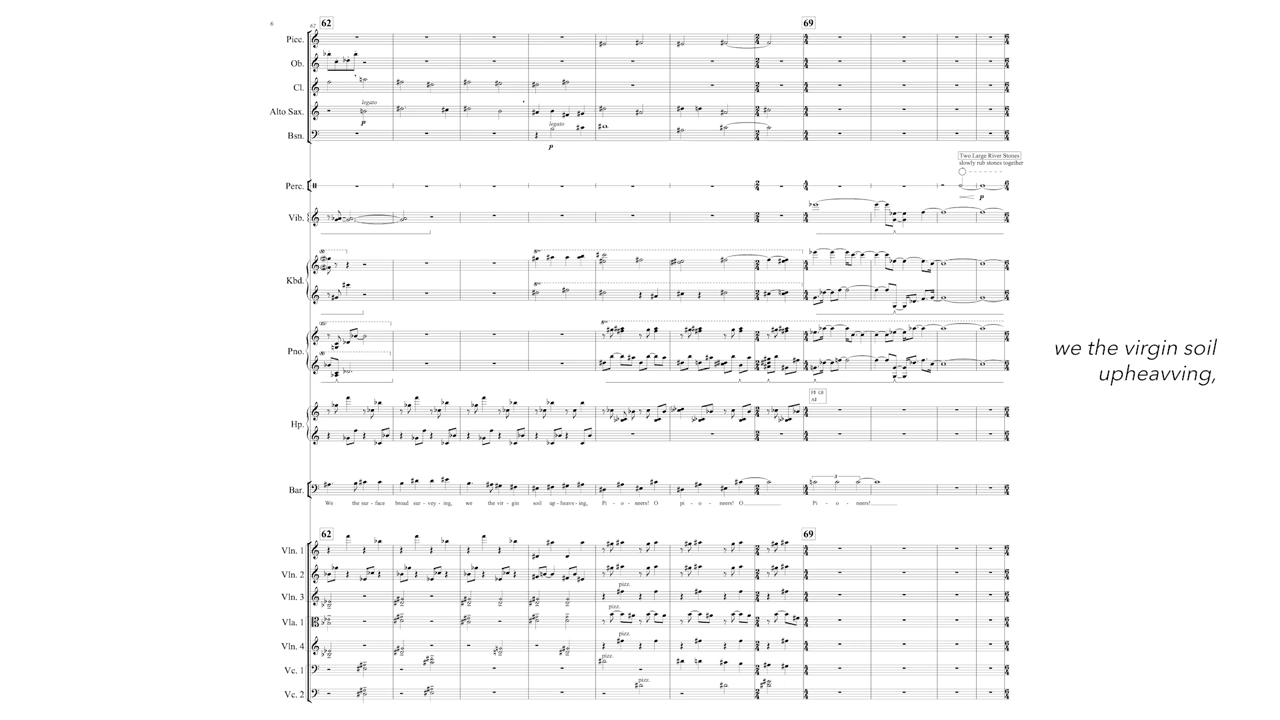 6
62
62
69
Picc.
Ob.
Cl.
legato
Alto Sax.
p
legato
Bsn.
p
Two Large River Stones
slowly rub stones together
Perc.
p
Vib.
Kbd.
Pno.
Hp.
Bar.
3
We the sur - face broad sur - vey - ing, we the vir - gin soil up - heav - ing, Pi - o - neers! O pi - o - neers! O Pi - o - neers!
62
69
Vln. 1
Vln. 2
pizz.
Vln. 3
pizz.
Vla. 1
pizz.
Vln. 4
pizz.
Vc. 1
pizz.
Vc. 2
we the virgin soil
upheavving,